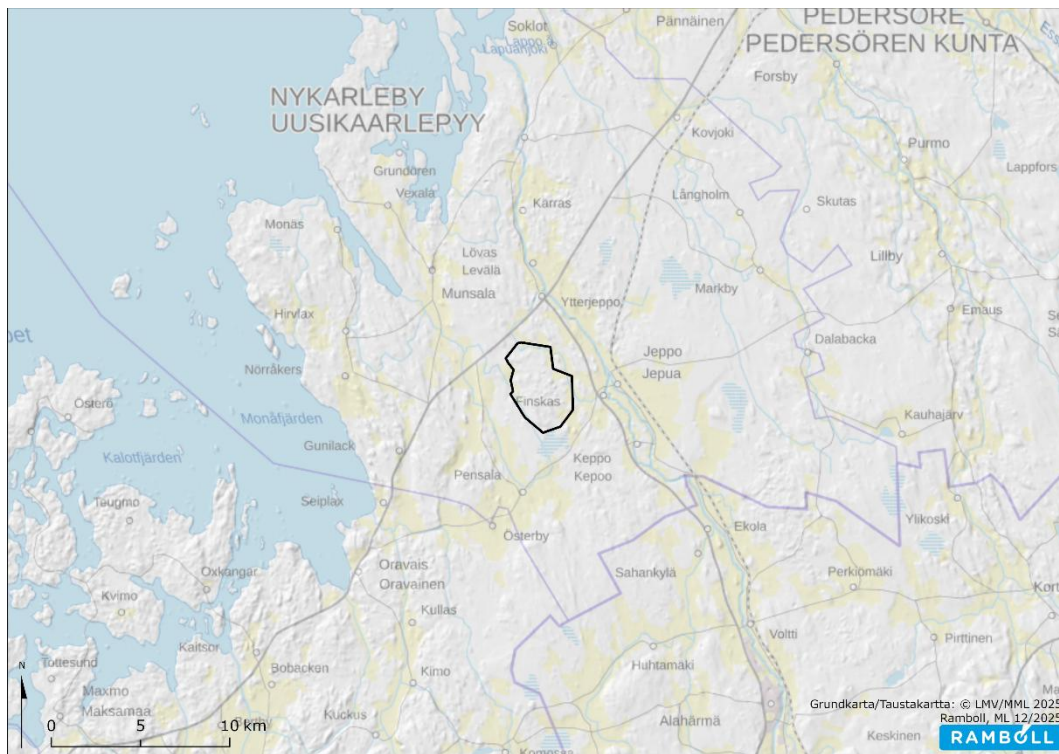 PEDERSÖRE
PEDERSÖREN KUNTA
Soklot
Pännäinen
Lappo å
Lapuanjoki
Forsby
NYKARLEBY
UUSIKAARLEPYY
Kovjoki
Purmo
Lappfors
Grundören
Vexala
Långholm
Skutas
Kärras
Monäs
Lövas
Levälä
Lillby
Munsala
Ytterjeppo
Markby
Hirvlax
Emaus
Dalabacka
Jeppo
Jepua
Nörråkers
Finskas
Österö
Monåfjärden
Kauhajärv
Kalotfjärden
Gunilack
Keppo
Kepoo
Pensala
Teugmo
Seiplax
Ylikoski
Österby
Ekola
Oxkangar
Oravais
Oravainen
Sahankylä
Perkiömäki
Kvimo
Kullas
Kaitsor
Voltti
Pirttinen
Tottesund
Bobacken
Kimo
Huhtamäki
Maxmo
Maksamaa
Kuckus
Alahärmä
Keskinen
N
0 5 10 km
Grundkarta/Taustakartta: © LMV/MML 2025
Ramboll, ML 12/2025
RAMBOLL